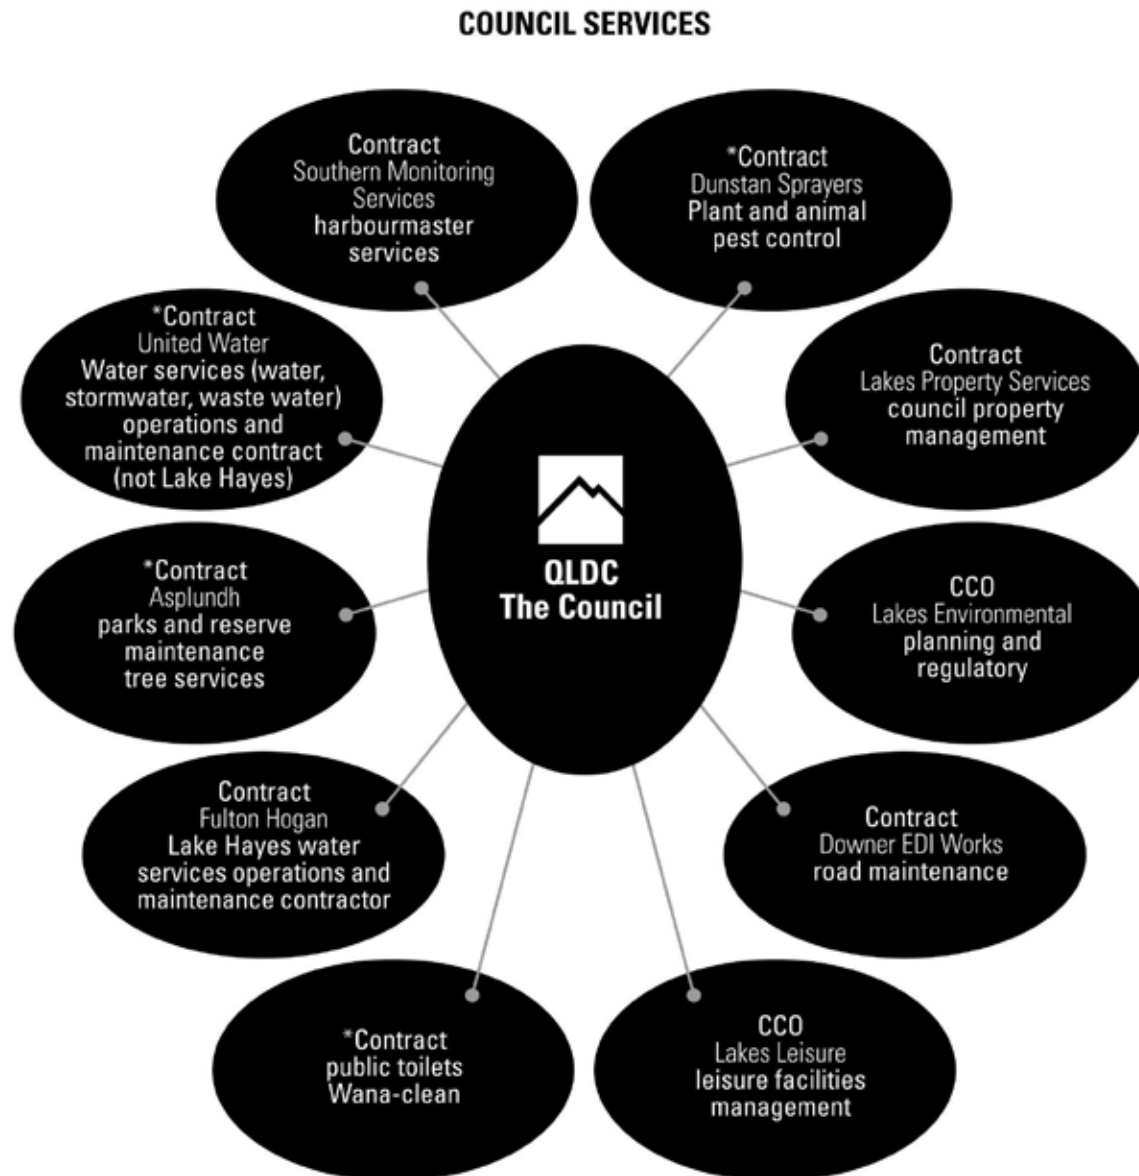 COUNCIL SERVICES
Contract
Southern Monitoring
Services
harbourmaster
services
*Contract
Dunstan Sprayers
Plant and animal
pest control
*Contract
United Water
Water services (water,
stormwater, waste water)
operations and
maintenance contract
(not Lake Hayes)
Contract
Lakes Property Services
council property
management
QLDC
The Council
*Contract
Asplundh
parks and reserve
maintenance
tree services
CCO
Lakes Environmental
planning and
regulatory
Contract
Fulton Hogan
Lake Hayes water
services operations and
maintenance contractor
Contract
Downer EDI Works
road maintenance
*Contract
public toilets
Wana-clean
CCO
Lakes Leisure
leisure facilities
management